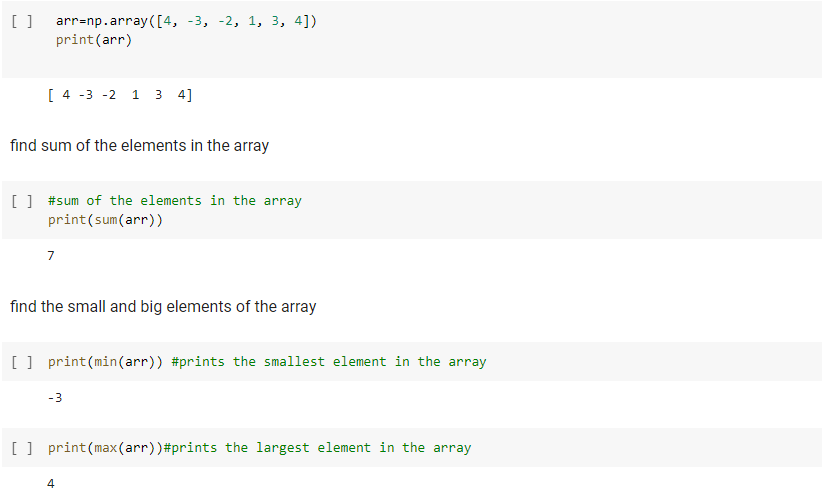 [ ] arr=np.array([4, -3, -2, 1, 3, 4])
print(arr)
[ 4 -3 -2  1  3  4]
find sum of the elements in the array
[ ] #sum of the elements in the array
print(sum(arr))
7
find the small and big elements of the array
[ ] print(min(arr)) #prints the smallest element in the array
-3
[ ] print(max(arr))#prints the largest element in the array
4